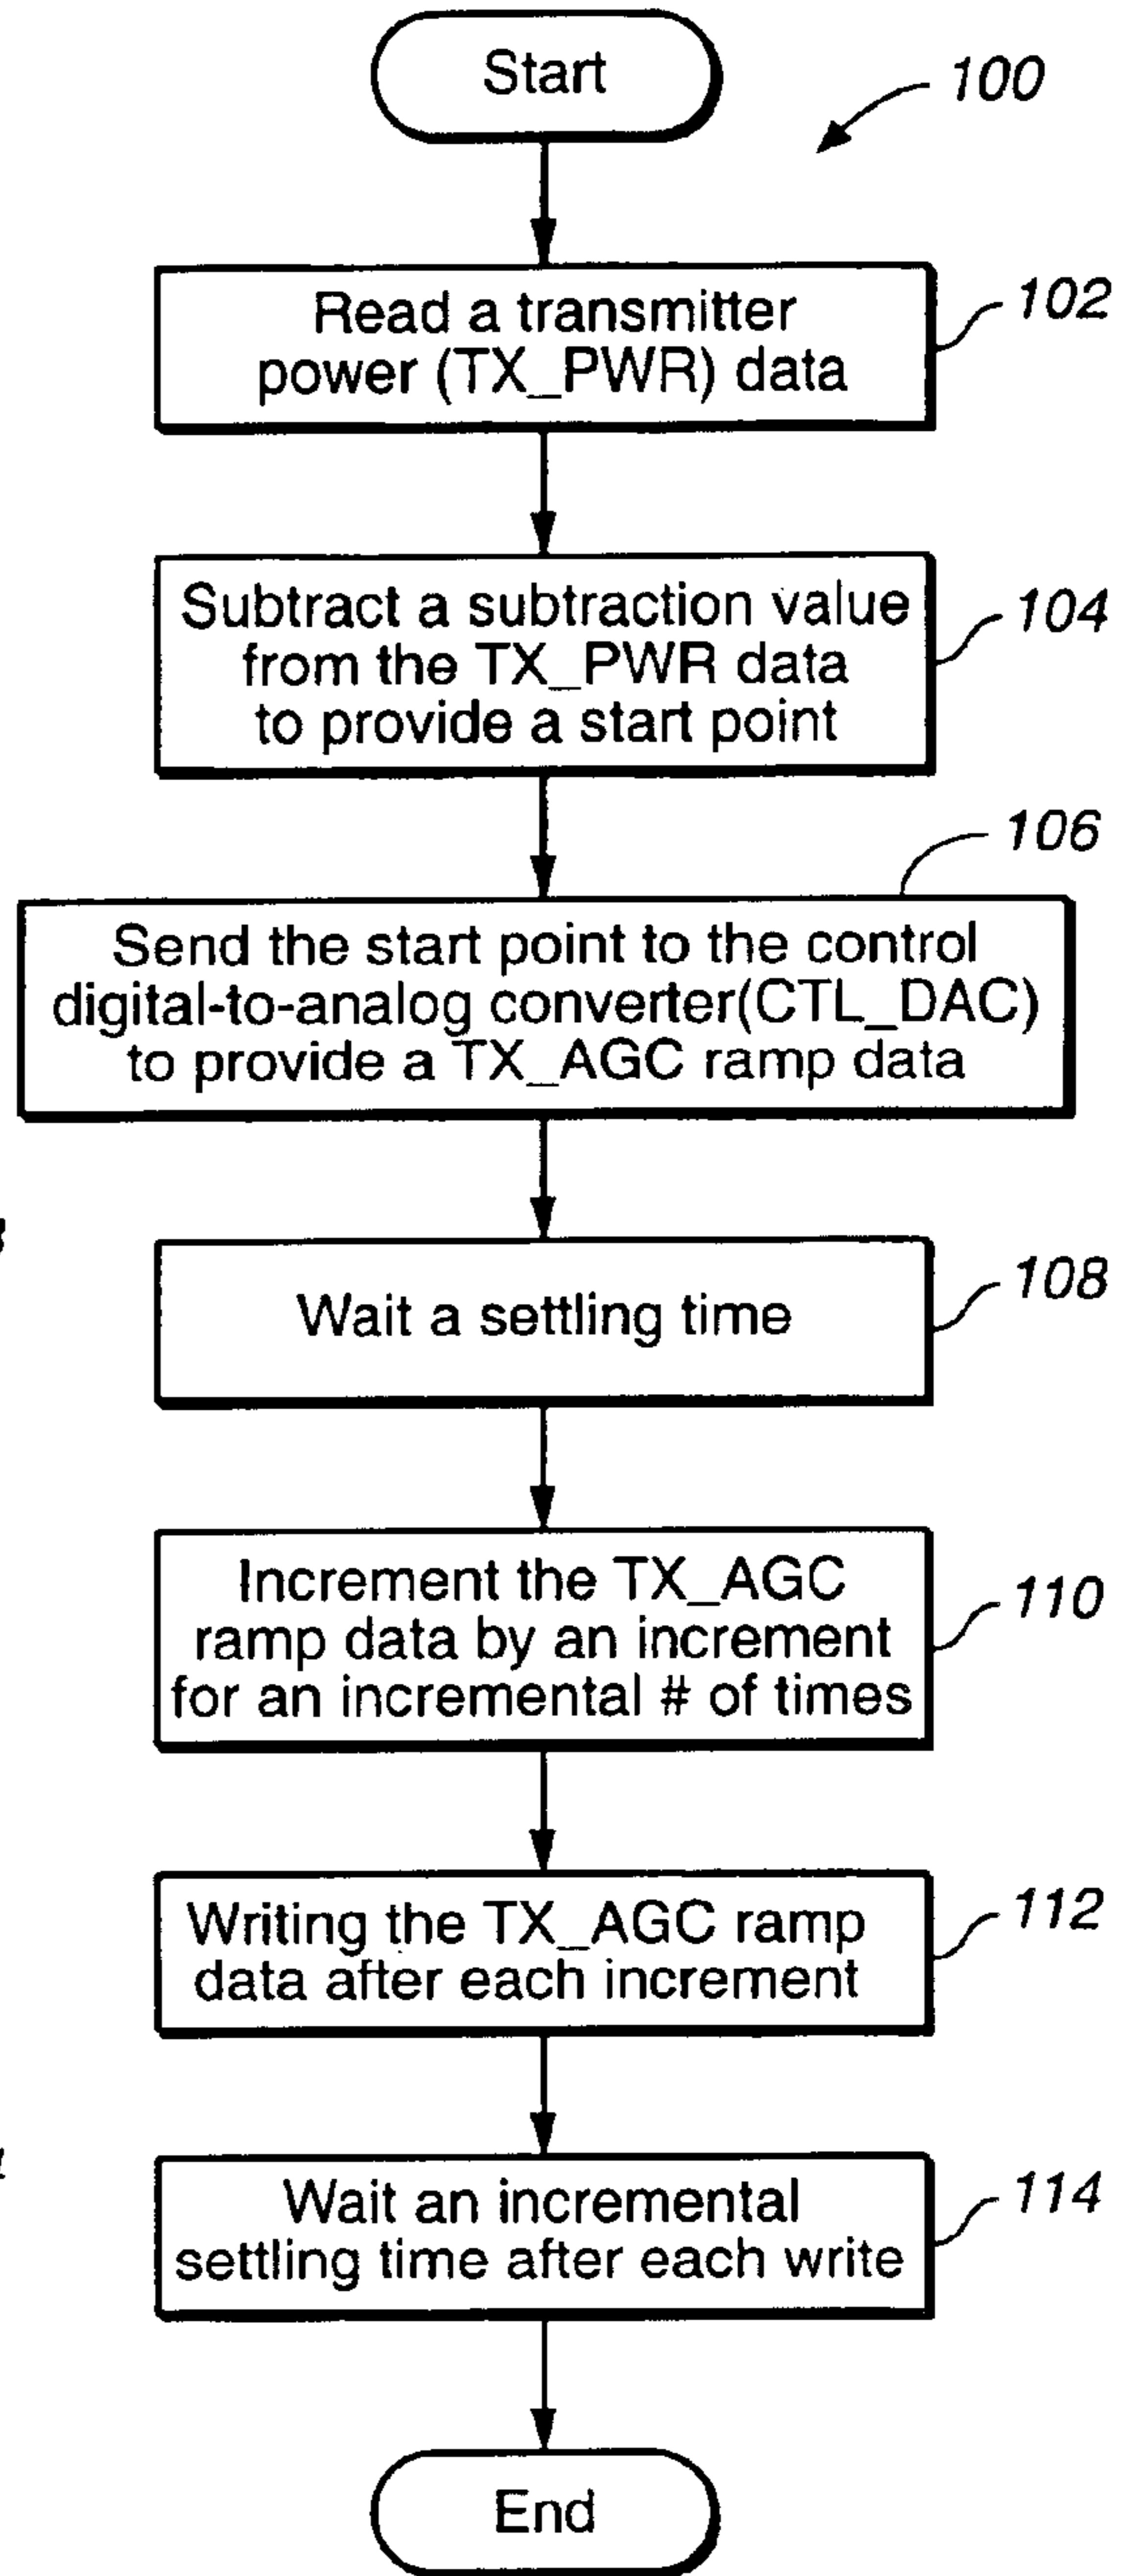 Start
100
Read a transmitter
power (TX_PWR) data
102
Subtract a subtraction value
from the TX_PWR data
to provide a start point
104
106
Send the start point to the control
digital-to-analog converter(CTL_DAC)
to provide a TX_AGC ramp data
Wait a settling time
108
Increment the TX_AGC
ramp data by an increment
for an incremental # of times
110
Writing the TX_AGC ramp
data after each increment
112
Wait an incremental
settling time after each write
114
End